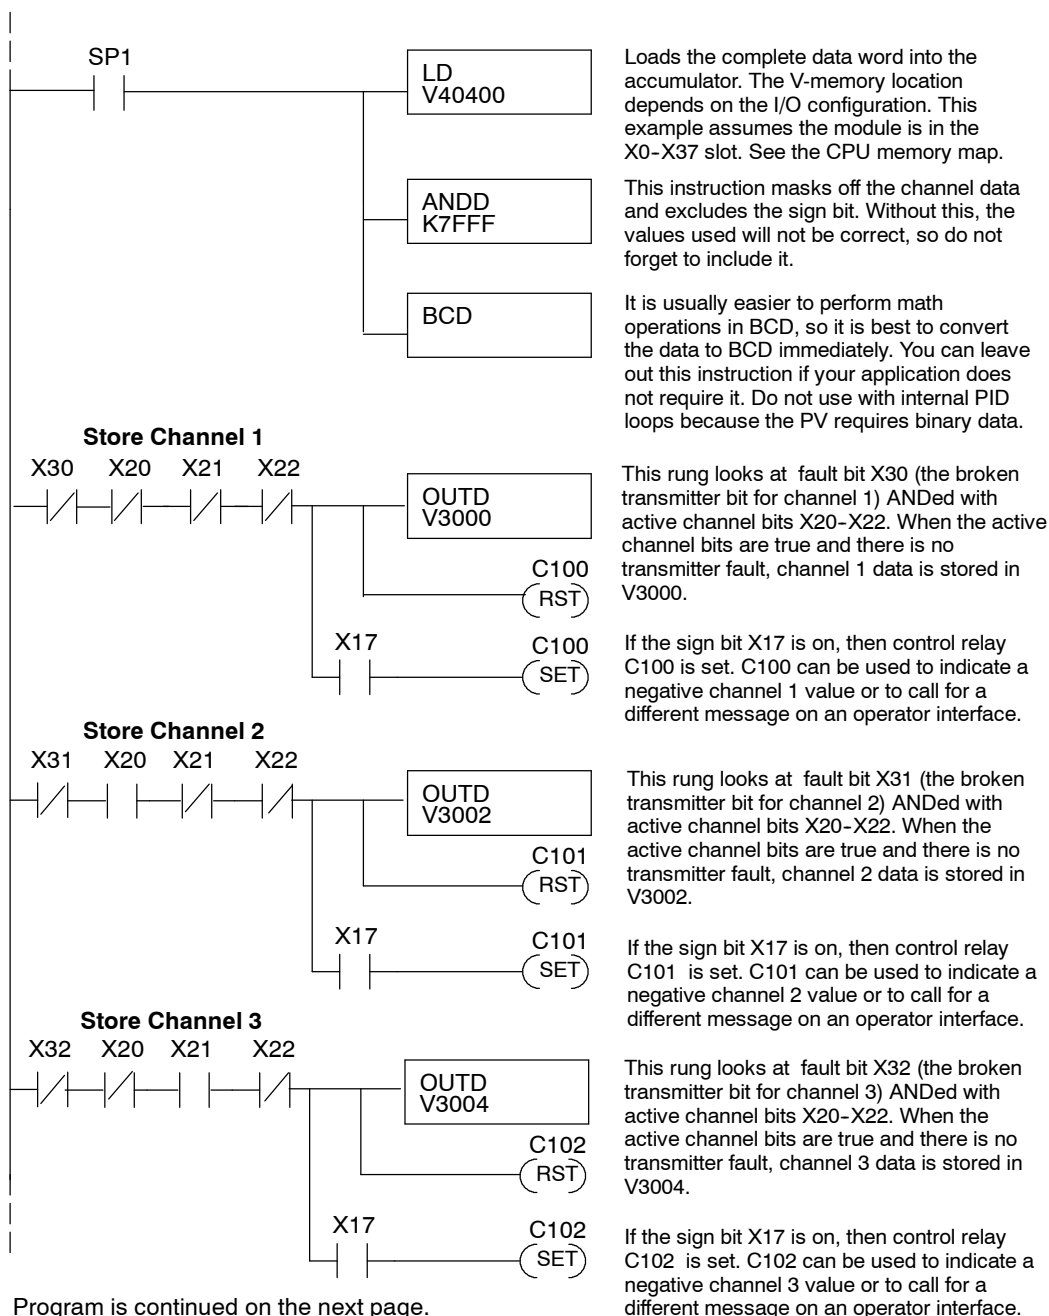 SP1
LD
V40400
Loads the complete data word into the
accumulator. The V-memory location
depends on the I/O configuration. This
example assumes the module is in the
X0-X37 slot. See the CPU memory map.
ANDD
K7FFF
This instruction masks off the channel data
and excludes the sign bit. Without this, the
values used will not be correct, so do not
forget to include it.
BCD
It is usually easier to perform math
operations in BCD, so it is best to convert
the data to BCD immediately. You can leave
out this instruction if your application does
not require it. Do not use with internal PID
loops because the PV requires binary data.
Store Channel 1
X30 X20 X21 X22
OUTD
V3000
C100
RST
This rung looks at fault bit X30 (the broken
transmitter bit for channel 1) ANDed with
active channel bits X20-X22. When the active
channel bits are true and there is no
transmitter fault, channel 1 data is stored in
V3000.
X17
C100
SET
If the sign bit X17 is on, then control relay
C100 is set. C100 can be used to indicate a
negative channel 1 value or to call for a
different message on an operator interface.
Store Channel 2
X31 X20 X21 X22
OUTD
V3002
C101
RST
This rung looks at fault bit X31 (the broken
transmitter bit for channel 2) ANDed with
active channel bits X20-X22. When the
active channel bits are true and there is no
transmitter fault, channel 2 data is stored in
V3002.
X17
C101
SET
If the sign bit X17 is on, then control relay
C101 is set. C101 can be used to indicate a
negative channel 2 value or to call for a
different message on an operator interface.
Store Channel 3
X32 X20 X21 X22
OUTD
V3004
C102
RST
This rung looks at fault bit X32 (the broken
transmitter bit for channel 3) ANDed with
active channel bits X20-X22. When the
active channel bits are true and there is no
transmitter fault, channel 3 data is stored in
V3004.
X17
C102
SET
If the sign bit X17 is on, then control relay
C102 is set. C102 can be used to indicate a
negative channel 3 value or to call for a
different message on an operator interface.
Program is continued on the next page.